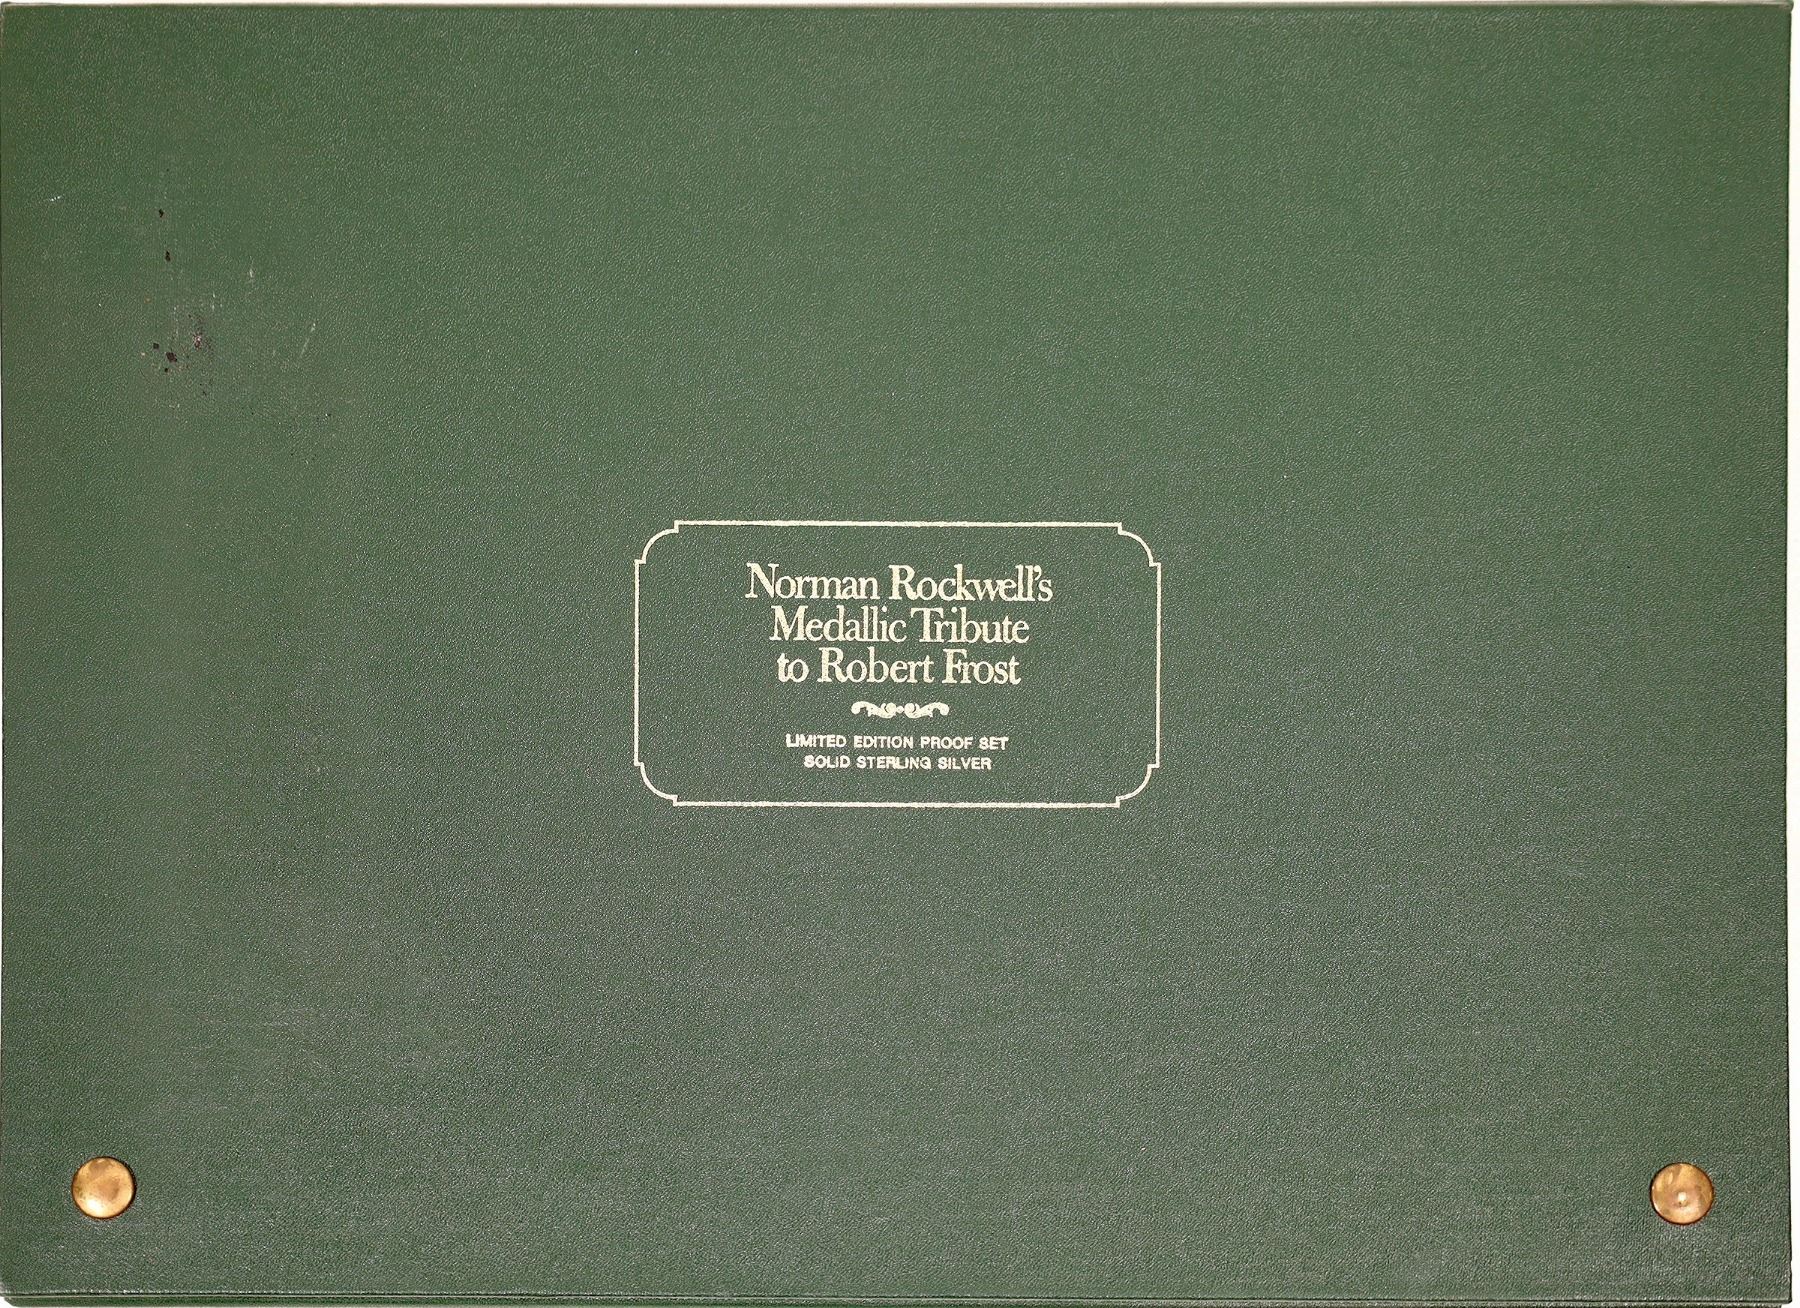 Norman Rockwell's
Medallic Tribute
to Robert Frost
LIMITED EDITION PROOF SET
SOLID STERLING SILVER